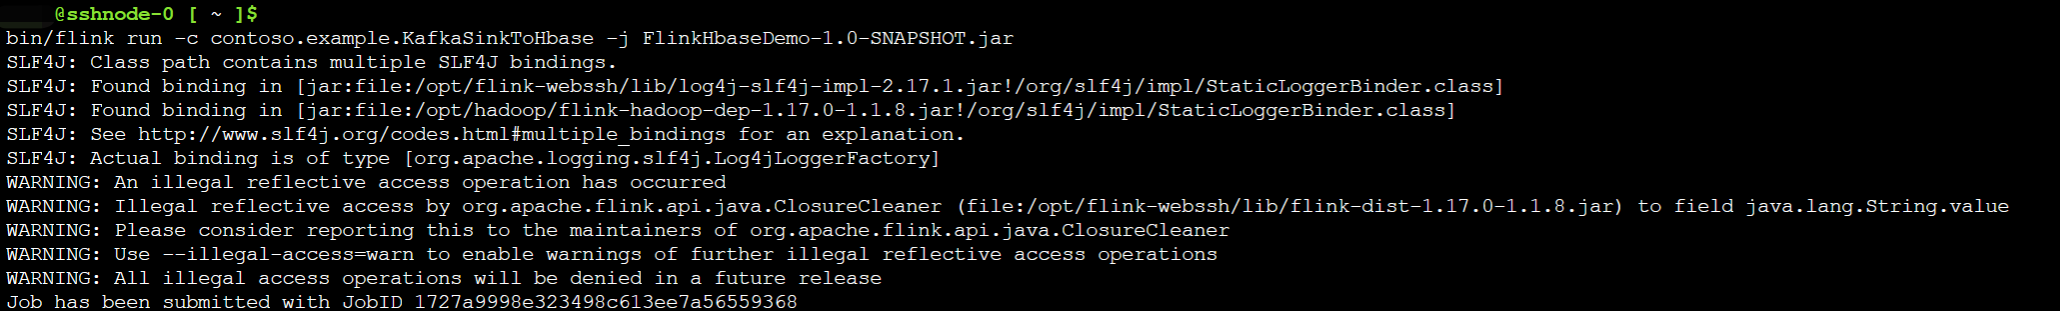 @sshnode-0 [ ~ ]$
bin/flink run -c contoso.example.KafkaSinkToHbase -j FlinkHbaseDemo-1.0-SNAPSHOT.jar
SLF4J: Class path contains multiple SLF4J bindings.
SLF4J: Found binding in [jar:file:/opt/flink-webssh/lib/log4j-slf4j-impl-2.17.1.jar!/org/slf4j/impl/StaticLoggerBinder.class]
SLF4J: Found binding in [jar:file:/opt/hadoop/flink-hadoop-dep-1.17.0-1.1.8.jar!/org/slf4j/impl/StaticLoggerBinder.class]
SLF4J: See http://www.slf4j.org/codes.html#multiple_bindings for an explanation.
SLF4J: Actual binding is of type [org.apache.logging.slf4j.Log4jLoggerFactory]
WARNING: An illegal reflective access operation has occurred
WARNING: Illegal reflective access by org.apache.flink.api.java.ClosureCleaner (file:/opt/flink-webssh/lib/flink-dist-1.17.0-1.1.8.jar) to field java.lang.String.value
WARNING: Please consider reporting this to the maintainers of org.apache.flink.api.java.ClosureCleaner
WARNING: Use --illegal-access=warn to enable warnings of further illegal reflective access operations
WARNING: All illegal access operations will be denied in a future release
Job has been submitted with JobID 1727a9998e323498c613ee7a56559368